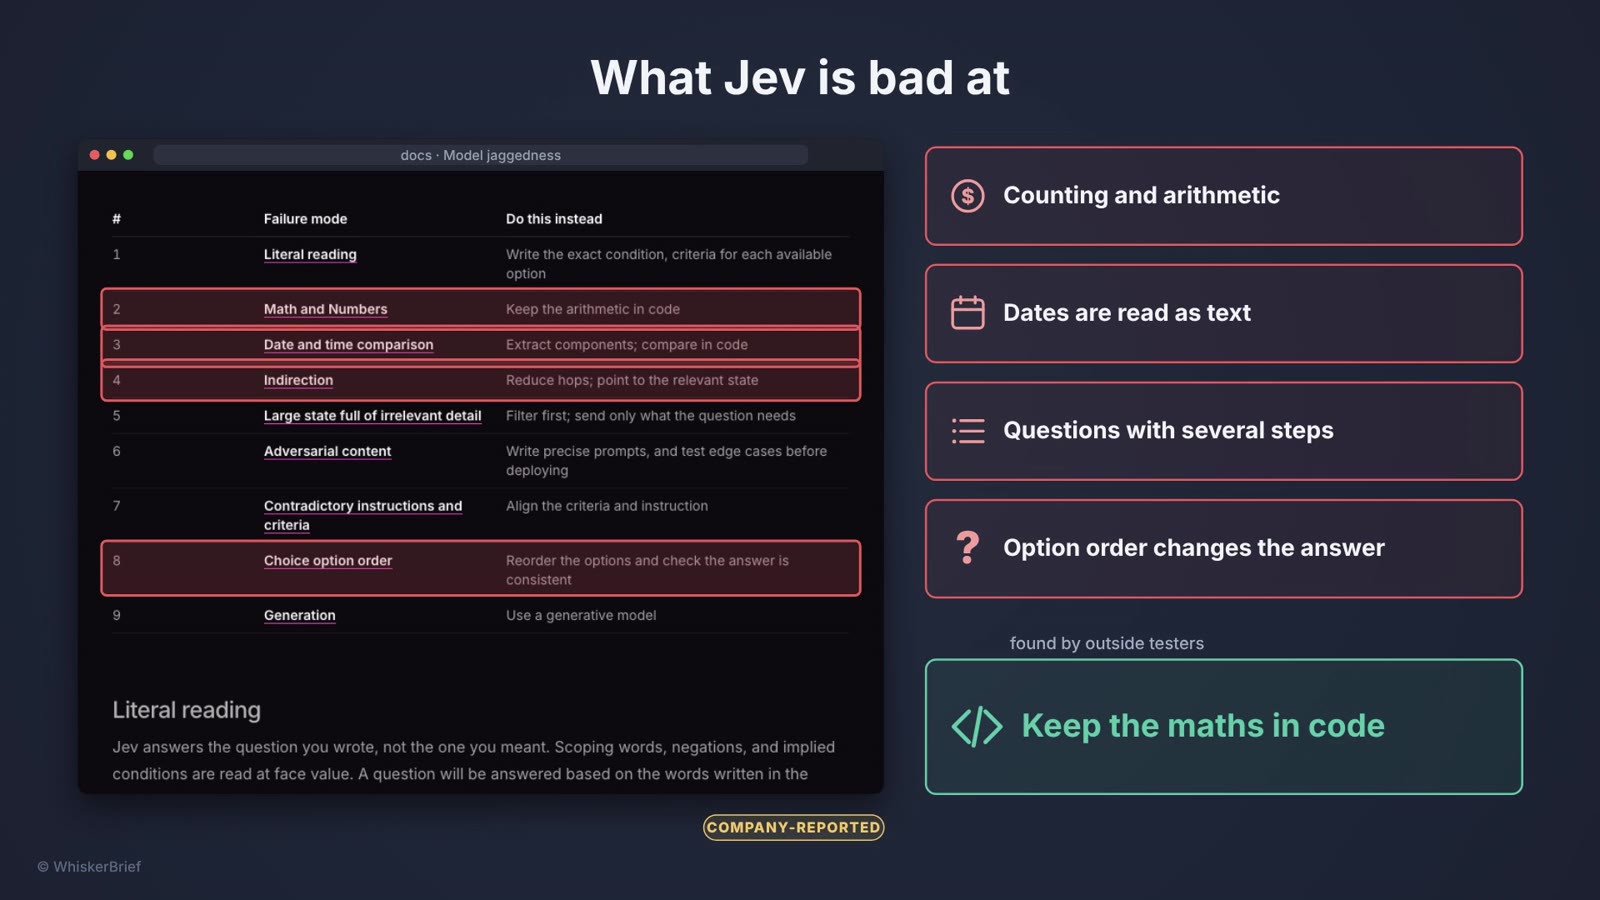 What Jev is bad at
docs · Model jaggedness
# Failure mode Do this instead
1 Literal reading Write the exact condition, criteria for each available
option
2 Math and Numbers Keep the arithmetic in code
3 Date and time comparison Extract components; compare in code
4 Indirection Reduce hops; point to the relevant state
5 Large state full of irrelevant detail Filter first; send only what the question needs
6 Adversarial content Write precise prompts, and test edge cases before
deploying
7 Contradictory instructions and Align the criteria and instruction
criteria
8 Choice option order Reorder the options and check the answer is
consistent
9 Generation Use a generative model
Literal reading
Jev answers the question you wrote, not the one you meant. Scoping words, negations, and implied
conditions are read at face value. A question will be answered based on the words written in the
COMPANY-REPORTED
$ Counting and arithmetic
Dates are read as text
Questions with several steps
? Option order changes the answer
found by outside testers
</> Keep the maths in code
© WhiskerBrief